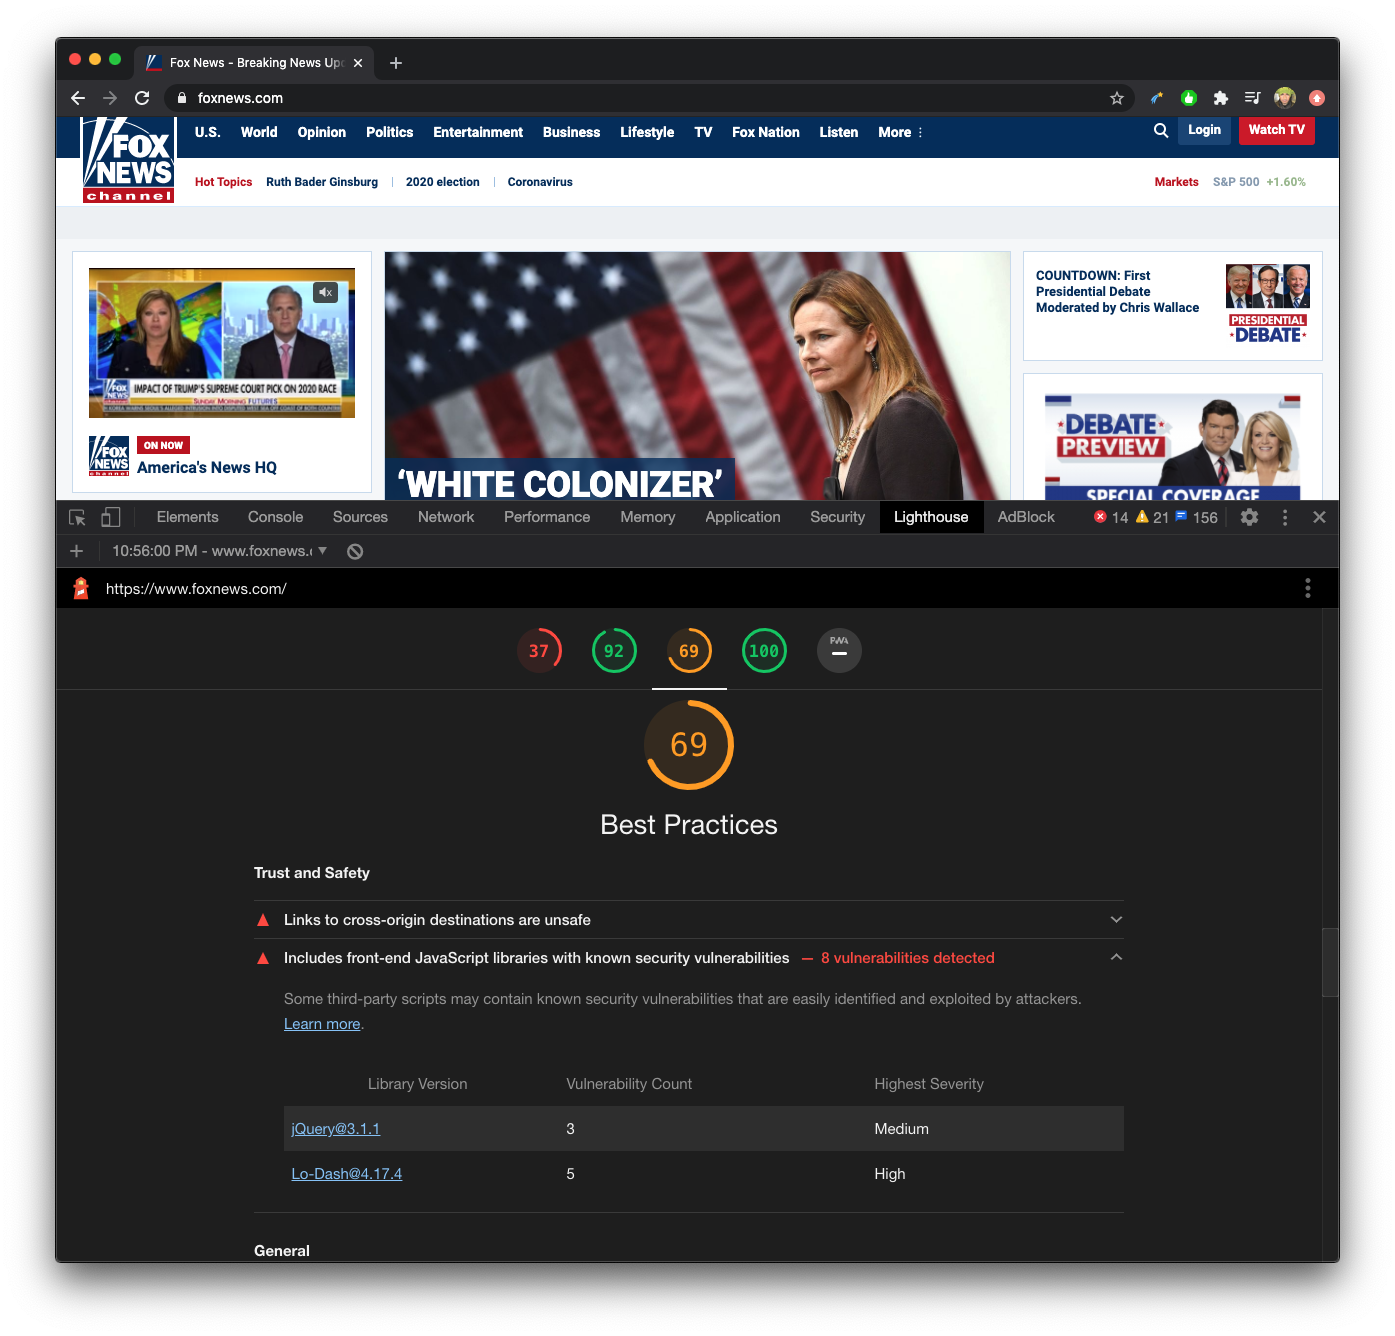 Fox News - Breaking News Upd
foxnews.com
FOX NEWS channel
U.S. World Opinion Politics Entertainment Business Lifestyle TV Fox Nation Listen More Login Watch TV
Hot Topics Ruth Bader Ginsburg 2020 election Coronavirus Markets S&P 500 +1.60%
IMPACT OF TRUMP'S SUPREME COURT PICK ON 2020 RACE
SUNDAY MORNING FUTURES
FOX NEWS channel
ON NOW
America's News HQ
'WHITE COLONIZER'
COUNTDOWN: First
Presidential Debate
Moderated by Chris Wallace
PRESIDENTIAL
DEBATE
DEBATE
PREVIEW
SPECIAL COVERAGE
Elements Console Sources Network Performance Memory Application Security Lighthouse AdBlock 14 21 156
10:56:00 PM - www.foxnews.c
https://www.foxnews.com/
37 92 69 100 PWA
69
Best Practices
Trust and Safety
Links to cross-origin destinations are unsafe
Includes front-end JavaScript libraries with known security vulnerabilities — 8 vulnerabilities detected
Some third-party scripts may contain known security vulnerabilities that are easily identified and exploited by attackers.
Learn more.
Library Version Vulnerability Count Highest Severity
jQuery@3.1.1 3 Medium
Lo-Dash@4.17.4 5 High
General